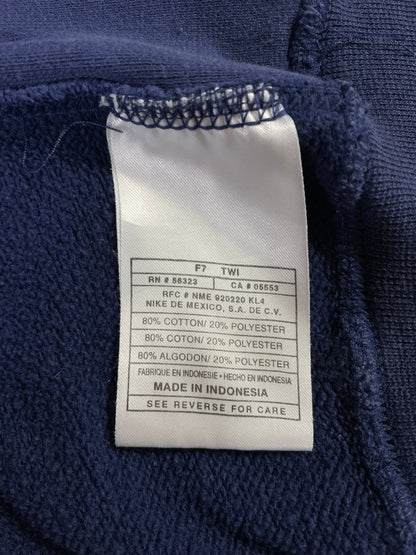 F7 TWI
RN # 56323 CA # 05553
RFC # NME 920220 KL4
NIKE DE MEXICO, S.A. DE C.V.
80% COTTON/ 20% POLYESTER
80% COTON/ 20% POLYESTER
80% ALGODON/ 20% POLYESTER
FABRIQUE EN INDONESIE • HECHO EN INDONESIA
MADE IN INDONESIA
SEE REVERSE FOR CARE